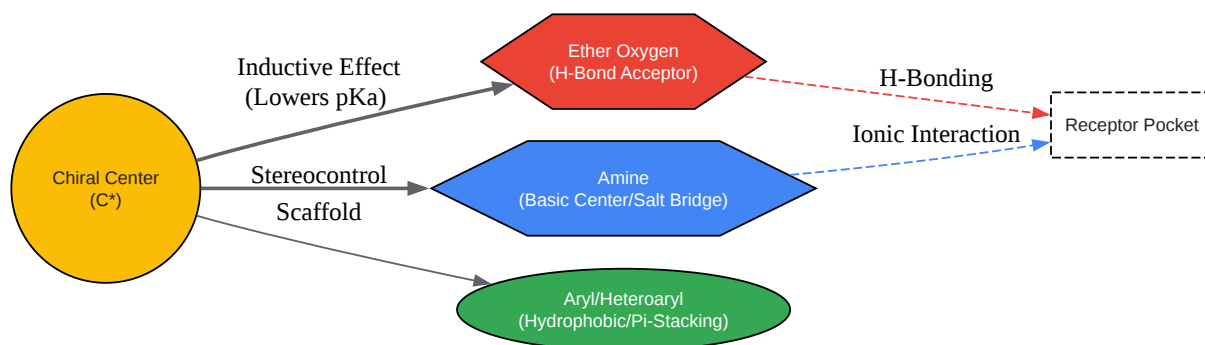 Ether Oxygen
(H-Bond Acceptor)
Inductive Effect
(Lowers pKa)
H-Bonding
Receptor Pocket
Ionic Interaction
Chiral Center
(C*)
Stereocontrol
Amine
(Basic Center/Salt Bridge)
Scaffold
Aryl/Heteroaryl
(Hydrophobic/Pi-Stacking)